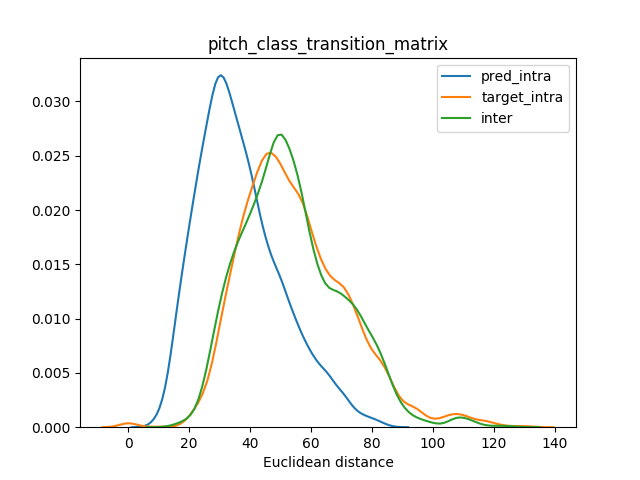 pitch_class_transition_matrix
pred_intra
target_intra
inter
0.030
0.025
0.020
0.015
0.010
0.005
0.000
0 20 40 60 80 100 120 140
Euclidean distance